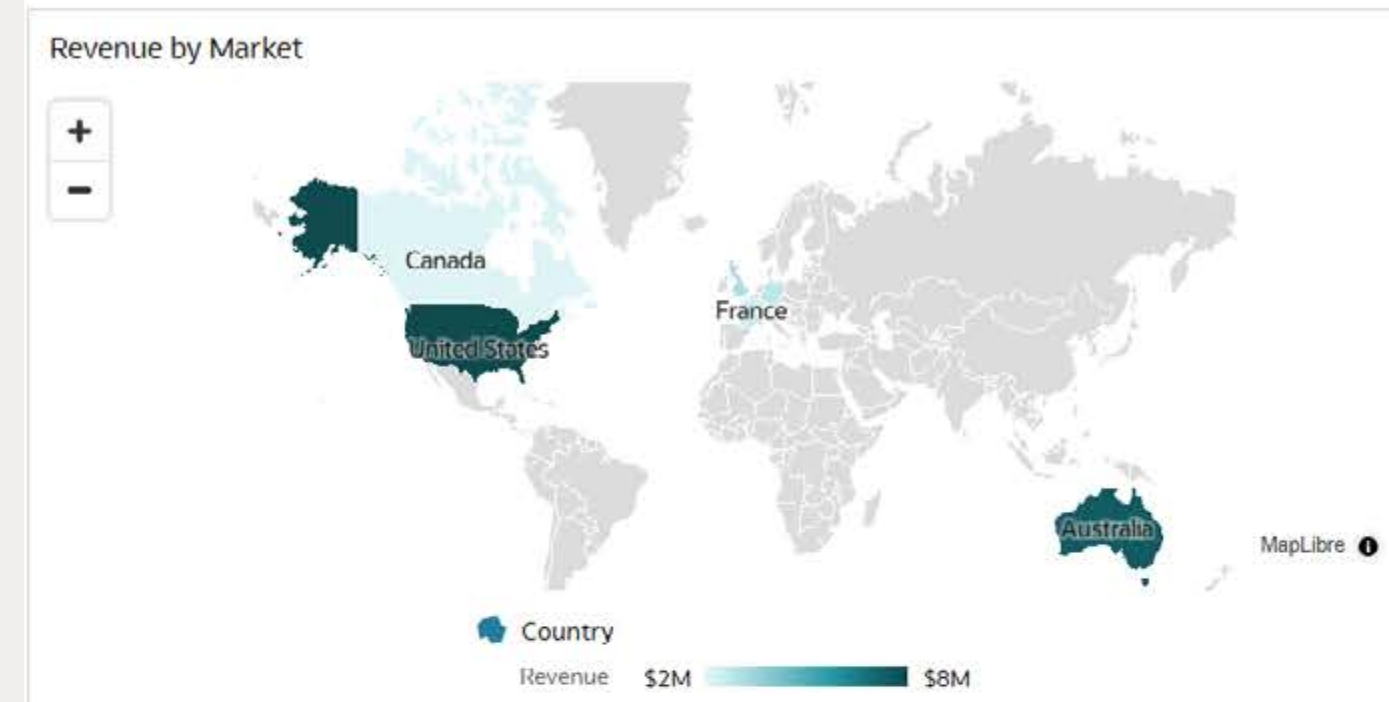 Revenue by Market
+
−
Canada
France
United States
Australia
MapLibre
Country
Revenue $2M $8M